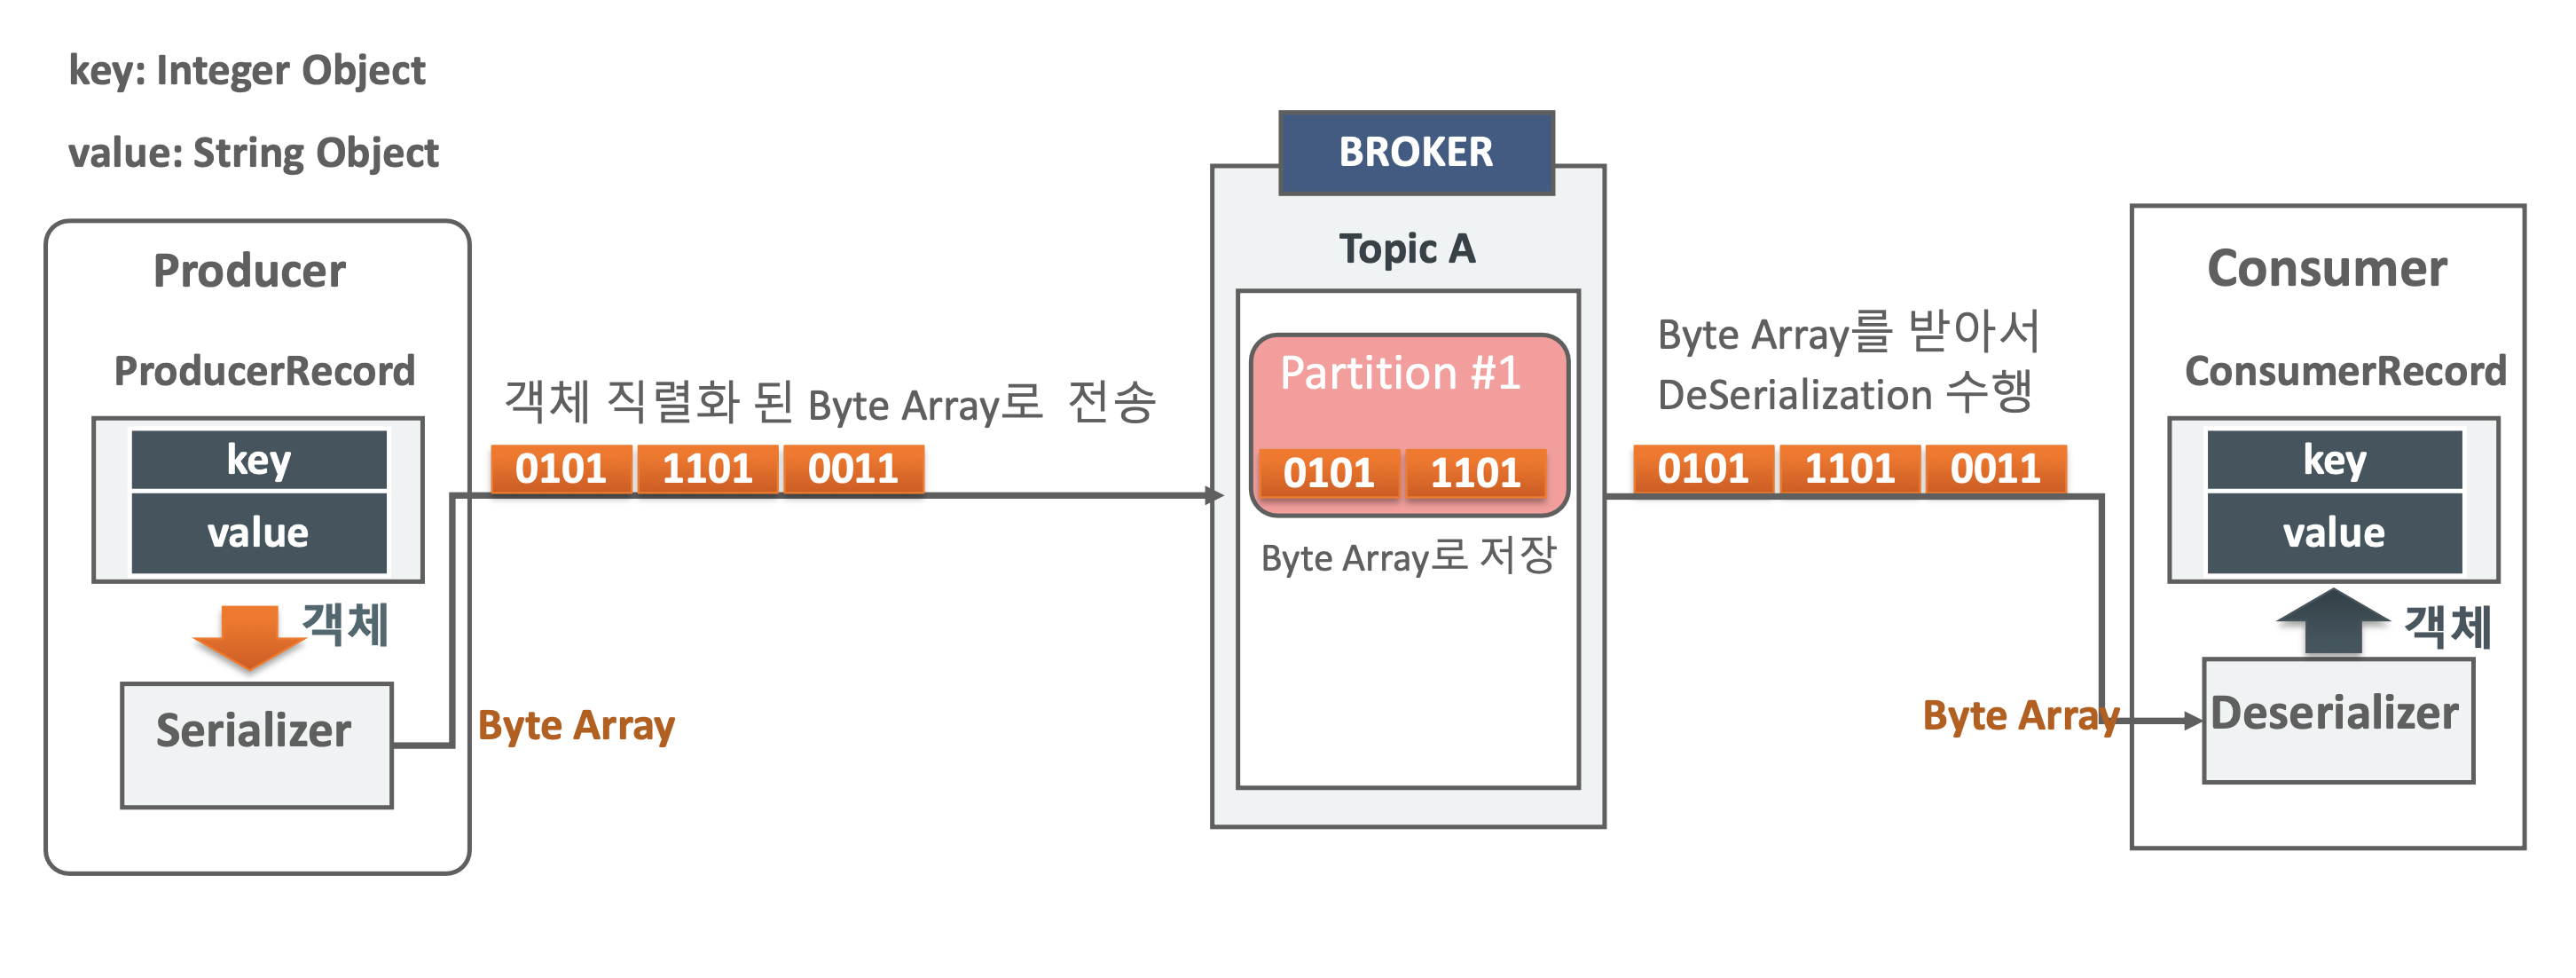 key: Integer Object
value: String Object
Producer
ProducerRecord
key
value
객체
Serializer
Byte Array
객체 직렬화 된 Byte Array로 전송
0101 1101 0011
BROKER
Topic A
Partition #1
0101 1101
Byte Array로 저장
Byte Array를 받아서
DeSerialization 수행
0101 1101 0011
Byte Array
Consumer
ConsumerRecord
key
value
객체
Deserializer